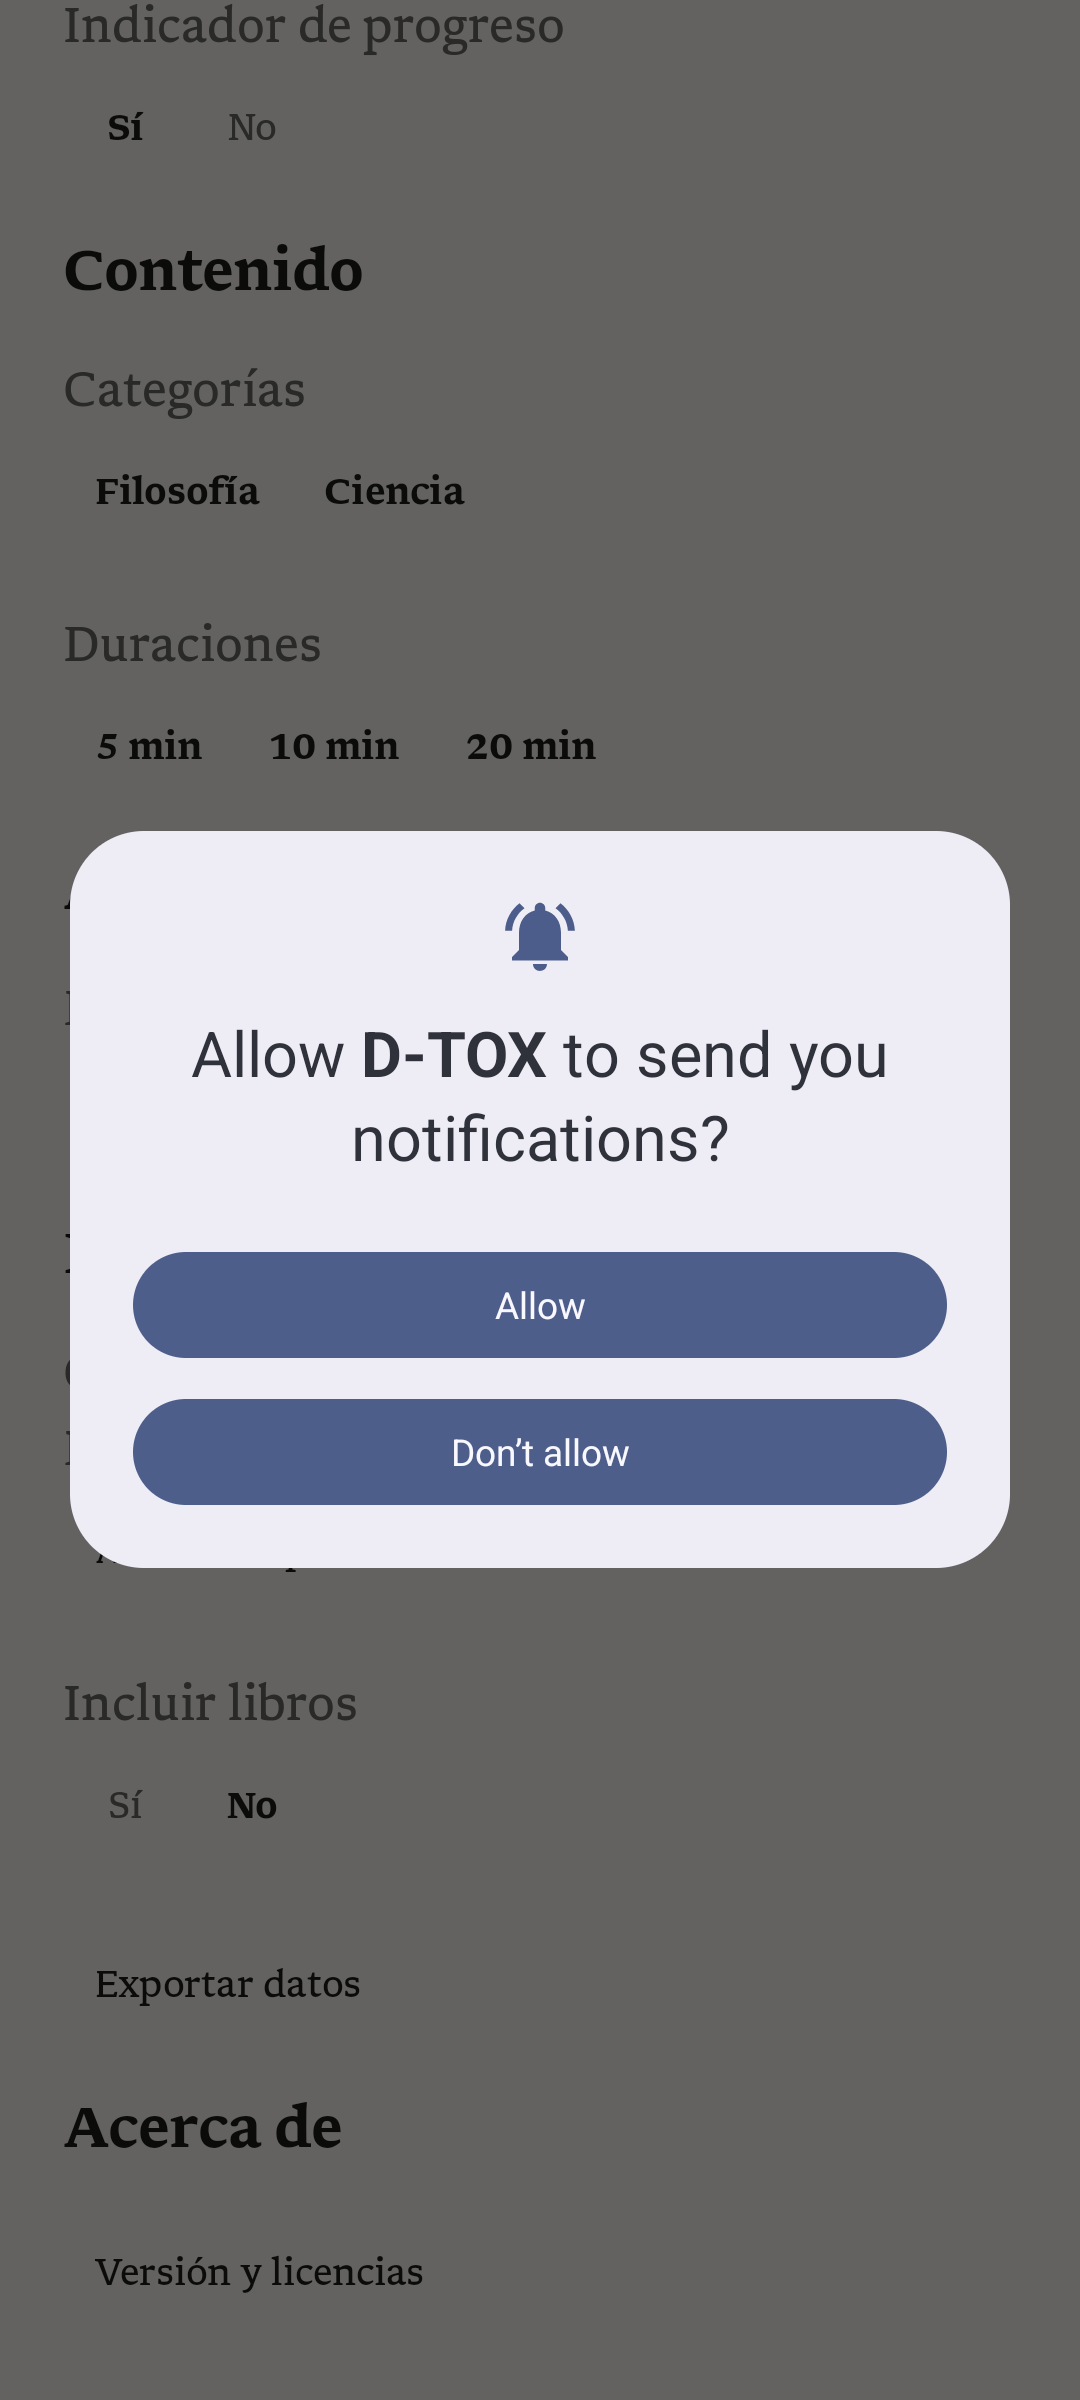 Indicador de progreso
Sí No
Contenido
Categorías
Filosofía Ciencia
Duraciones
5 min 10 min 20 min
Allow D-TOX to send you
notifications?
Allow
Don’t allow
Incluir libros
Sí No
Exportar datos
Acerca de
Versión y licencias